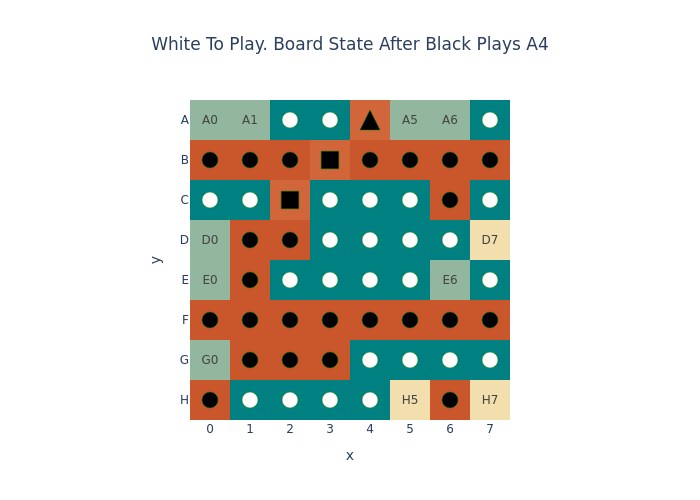 White To Play. Board State After Black Plays A4
A A0 A1 A5 A6
B
C
D D0 D7
E E0 E6
F
G G0
H H5 H7
0 1 2 3 4 5 6 7
x
y